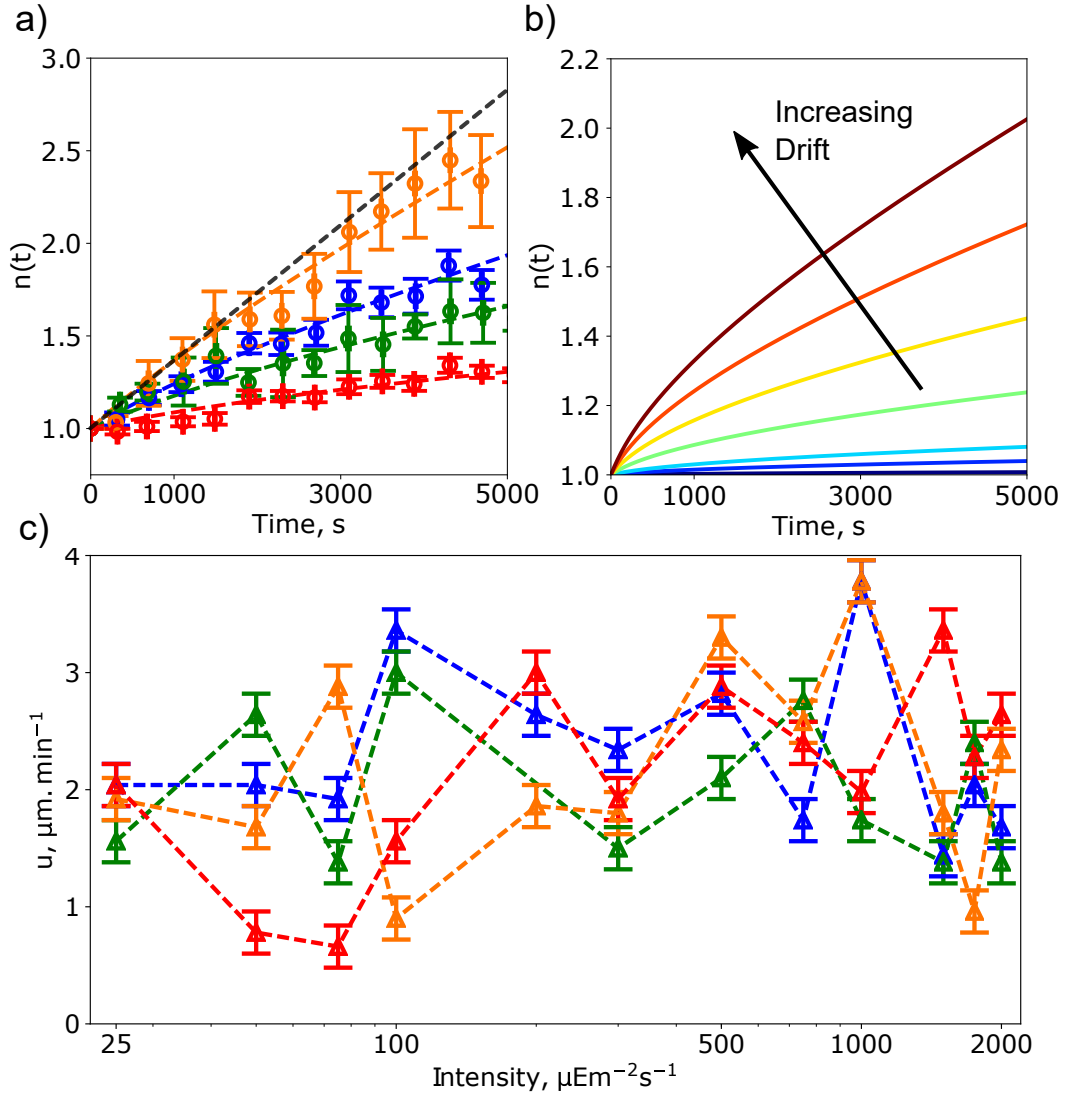 a)
b)
3.0
2.5
2.0
1.5
1.0
n(t)
0
1000
3000
5000
Time, s
2.2
2.0
1.8
1.6
1.4
1.2
1.0
n(t)
Increasing
Drift
0
1000
3000
5000
Time, s
c)
4
3
2
1
0
u, μm. min⁻¹
25
100
500
1000
2000
Intensity, μEm⁻²s⁻¹